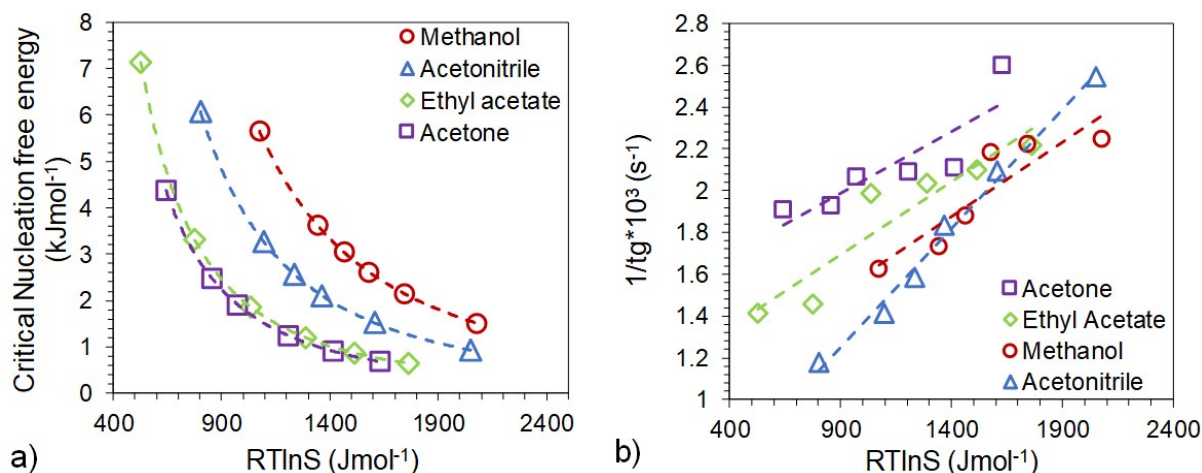 Critical Nucleation free energy
(kJmol⁻¹)
8
7
6
5
4
3
2
1
0
Methanol
Acetonitrile
Ethyl acetate
Acetone
400
900
1400
1900
2400
RTlnS (Jmol⁻¹)
a)
1/tg*10³ (s⁻¹)
2.8
2.6
2.4
2.2
2
1.8
1.6
1.4
1.2
1
Acetone
Ethyl Acetate
Methanol
Acetonitrile
400
900
1400
1900
2400
RTlnS (Jmol⁻¹)
b)